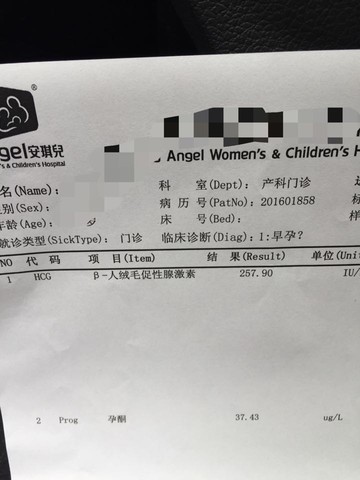 ®
gel安琪兒
's & Children's Hospital
Angel Women's & Children's H
名(Name):
科 室(Dept): 产科门诊
别(Sex):
病 历 号(PatNo): 201601858
标
年龄(Age):
床 号(Bed):
样
就诊类型(SickType): 门诊 临床诊断(Diag): 1:早孕?
NO 代 码 项 目(Item) 结 果(Result) 单 位(Uni
1 HCG β-人绒毛促性腺激素 257.90 IU/
2 Prog 孕酮 37.43 ug/L